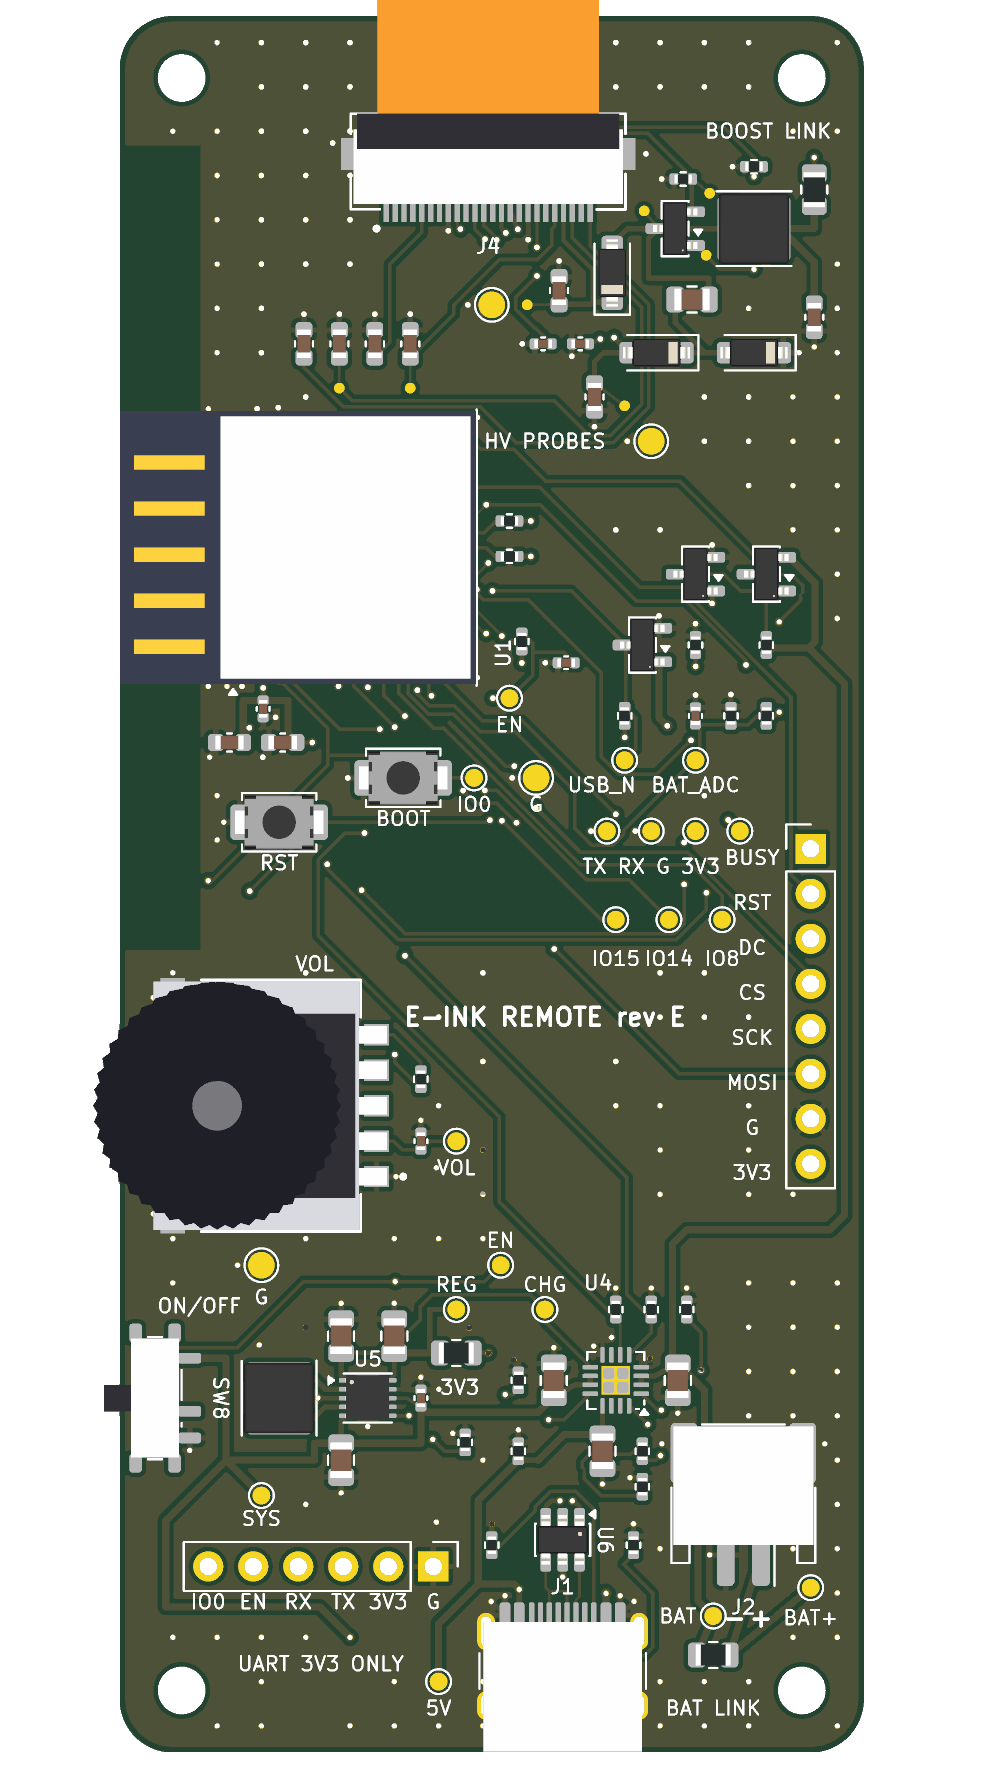 BOOST LINK
J4
HV PROBES
U1
EN
USB_N BAT_ADC
IO0
G
BOOT
RST
TX RX G 3V3
BUSY
RST
DC
CS
SCK
MOSI
G
3V3
IO15 IO14 IO8
VOL
E-INK REMOTE rev E
VOL
EN
REG
CHG
U4
G
ON/OFF
U5
3V3
SW8
SYS
U6
J1
IO0 EN RX TX 3V3 G
UART 3V3 ONLY
5V
BAT
J2
- +
BAT+
BAT LINK